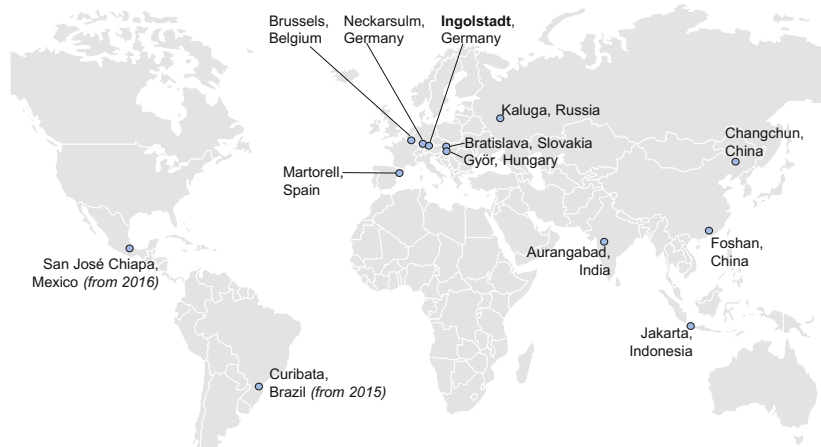 Brussels,
Belgium
Neckarsulm,
Germany
Ingolstadt,
Germany
Kaluga, Russia
Bratislava, Slovakia
Györ, Hungary
Changchun,
China
Martorell,
Spain
San José Chiapa,
Mexico (from 2016)
Aurangabad,
India
Foshan,
China
Jakarta,
Indonesia
Curibata,
Brazil (from 2015)